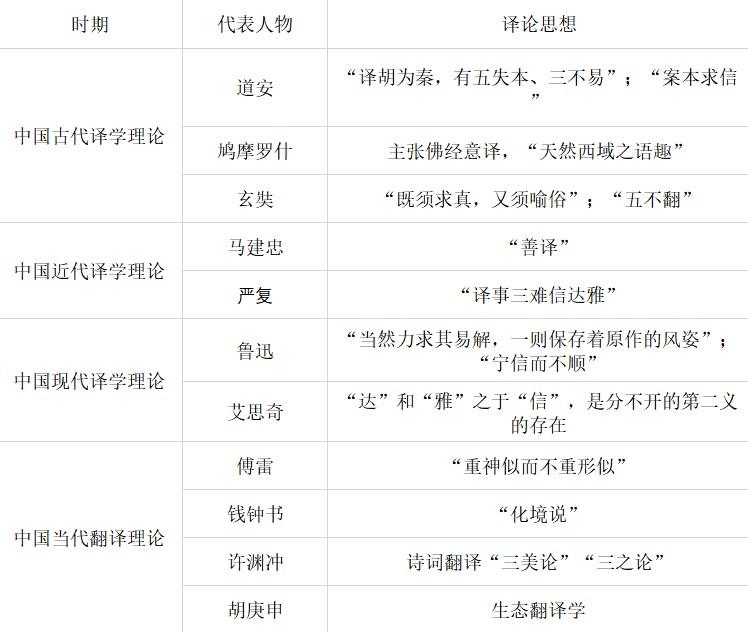 时期 代表人物 译论思想
中国古代译学理论
道安 “译胡为秦，有五失本、三不易”；“案本求信
”
鸠摩罗什 主张佛经意译，“天然西域之语趣”
玄奘 “既须求真，又须喻俗”；“五不翻”
中国近代译学理论
马建忠 “善译”
严复 “译事三难信达雅”
中国现代译学理论
鲁迅 “当然力求其易解，一则保存着原作的风姿”；
“宁信而不顺”
艾思奇 “达”和“雅”之于“信”，是分不开的第二义
的存在
中国当代翻译理论
傅雷 “重神似而不重形似”
钱钟书 “化境说”
许渊冲 诗词翻译“三美论”“三之论”
胡庚申 生态翻译学